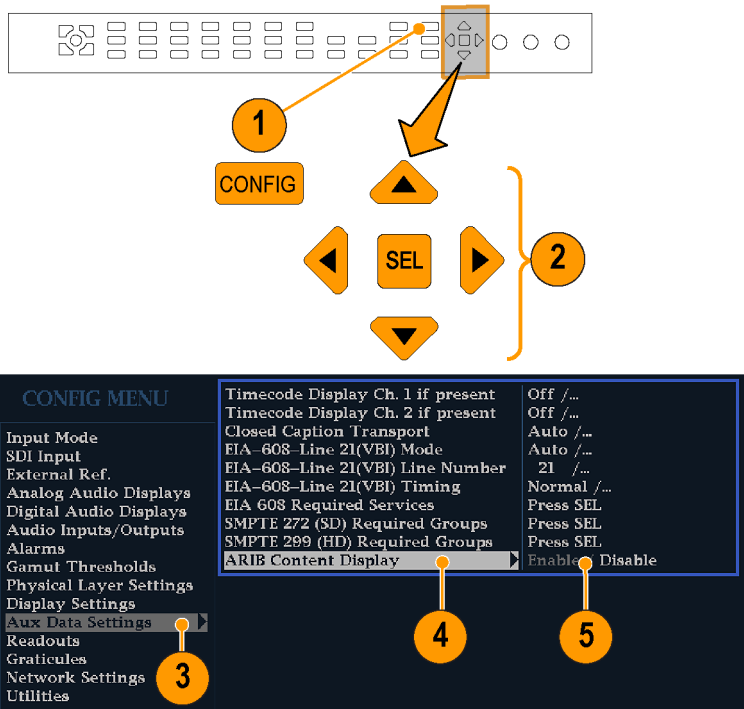 1
CONFIG
SEL
2
CONFIG MENU
Input Mode
SDI Input
External Ref.
Analog Audio Displays
Digital Audio Displays
Audio Inputs/Outputs
Alarms
Gamut Thresholds
Physical Layer Settings
Display Settings
Aux Data Settings
Readouts
Graticules
Network Settings
Utilities
3
Timecode Display Ch. 1 if present Off /...
Timecode Display Ch. 2 if present Off /...
Closed Caption Transport Auto /...
EIA-608-Line 21(VBI) Mode Auto /...
EIA-608-Line 21(VBI) Line Number 21 /...
EIA-608-Line 21(VBI) Timing Normal /...
EIA 608 Required Services Press SEL
SMPTE 272 (SD) Required Groups Press SEL
SMPTE 299 (HD) Required Groups Press SEL
ARIB Content Display Enable / Disable
4
5